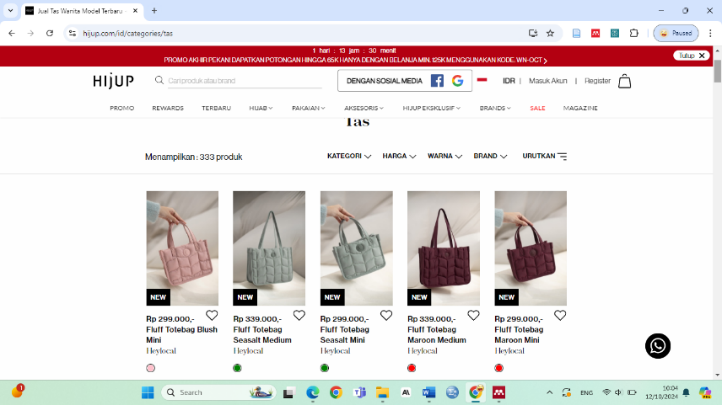 Jual Tas Wanita Model Terbaru
hijup.com/id/categories/tas
Paused
1 hari : 13 jam : 30 menit
PROMO AKHIR PEKAN DAPATKAN POTONGAN HINGGA 65K HANYA DENGAN BELANJA MIN. 125K MENGGUNAKAN KODE: WN-OCT
Tutup
HIJUP
Cari produk atau brand
DENGAN SOSIAL MEDIA
IDR | Masuk Akun | Register
PROMO REWARDS TERBARU HIJAB PAKAIAN AKSESORIS HIJUP EKSKLUSIF BRANDS SALE MAGAZINE
Tas
Menampilkan : 333 produk
KATEGORI HARGA WARNA BRAND URUTKAN
NEW NEW NEW NEW NEW
Rp 299.000,-
Fluff Totebag Blush
Mini
Heylocal
Rp 339.000,-
Fluff Totebag
Seasalt Medium
Heylocal
Rp 299.000,-
Fluff Totebag
Seasalt Mini
Heylocal
Rp 339.000,-
Fluff Totebag
Maroon Medium
Heylocal
Rp 299.000,-
Fluff Totebag
Maroon Mini
Heylocal
Search
ENG
10:04
12/10/2024